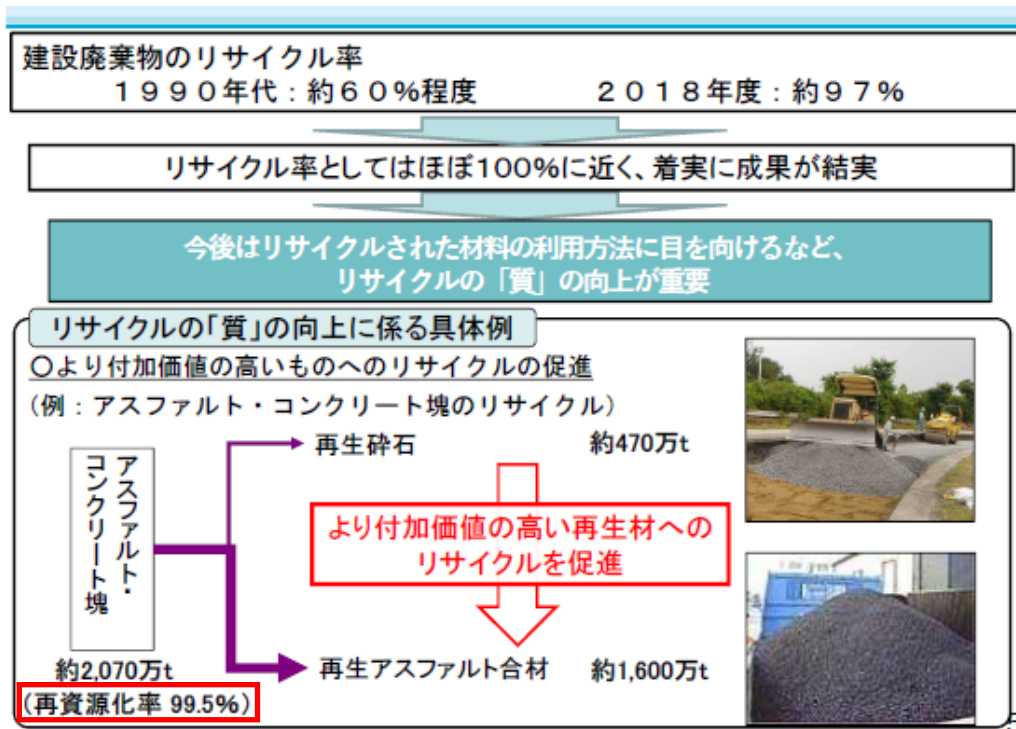 建設廃棄物のリサイクル率
１９９０年代：約６０％程度　２０１８年度：約９７％
リサイクル率としてはほぼ１００％に近く、着実に成果が結実
今後はリサイクルされた材料の利用方法に目を向けるなど、
リサイクルの「質」の向上が重要
リサイクルの「質」の向上に係る具体例
○より付加価値の高いものへのリサイクルの促進
（例：アスファルト・コンクリート塊のリサイクル）
アスファルト・
コンクリート塊
約2,070万t
（再資源化率 99.5%）
再生砕石　約470万t
より付加価値の高い再生材への
リサイクルを促進
再生アスファルト合材　約1,600万t